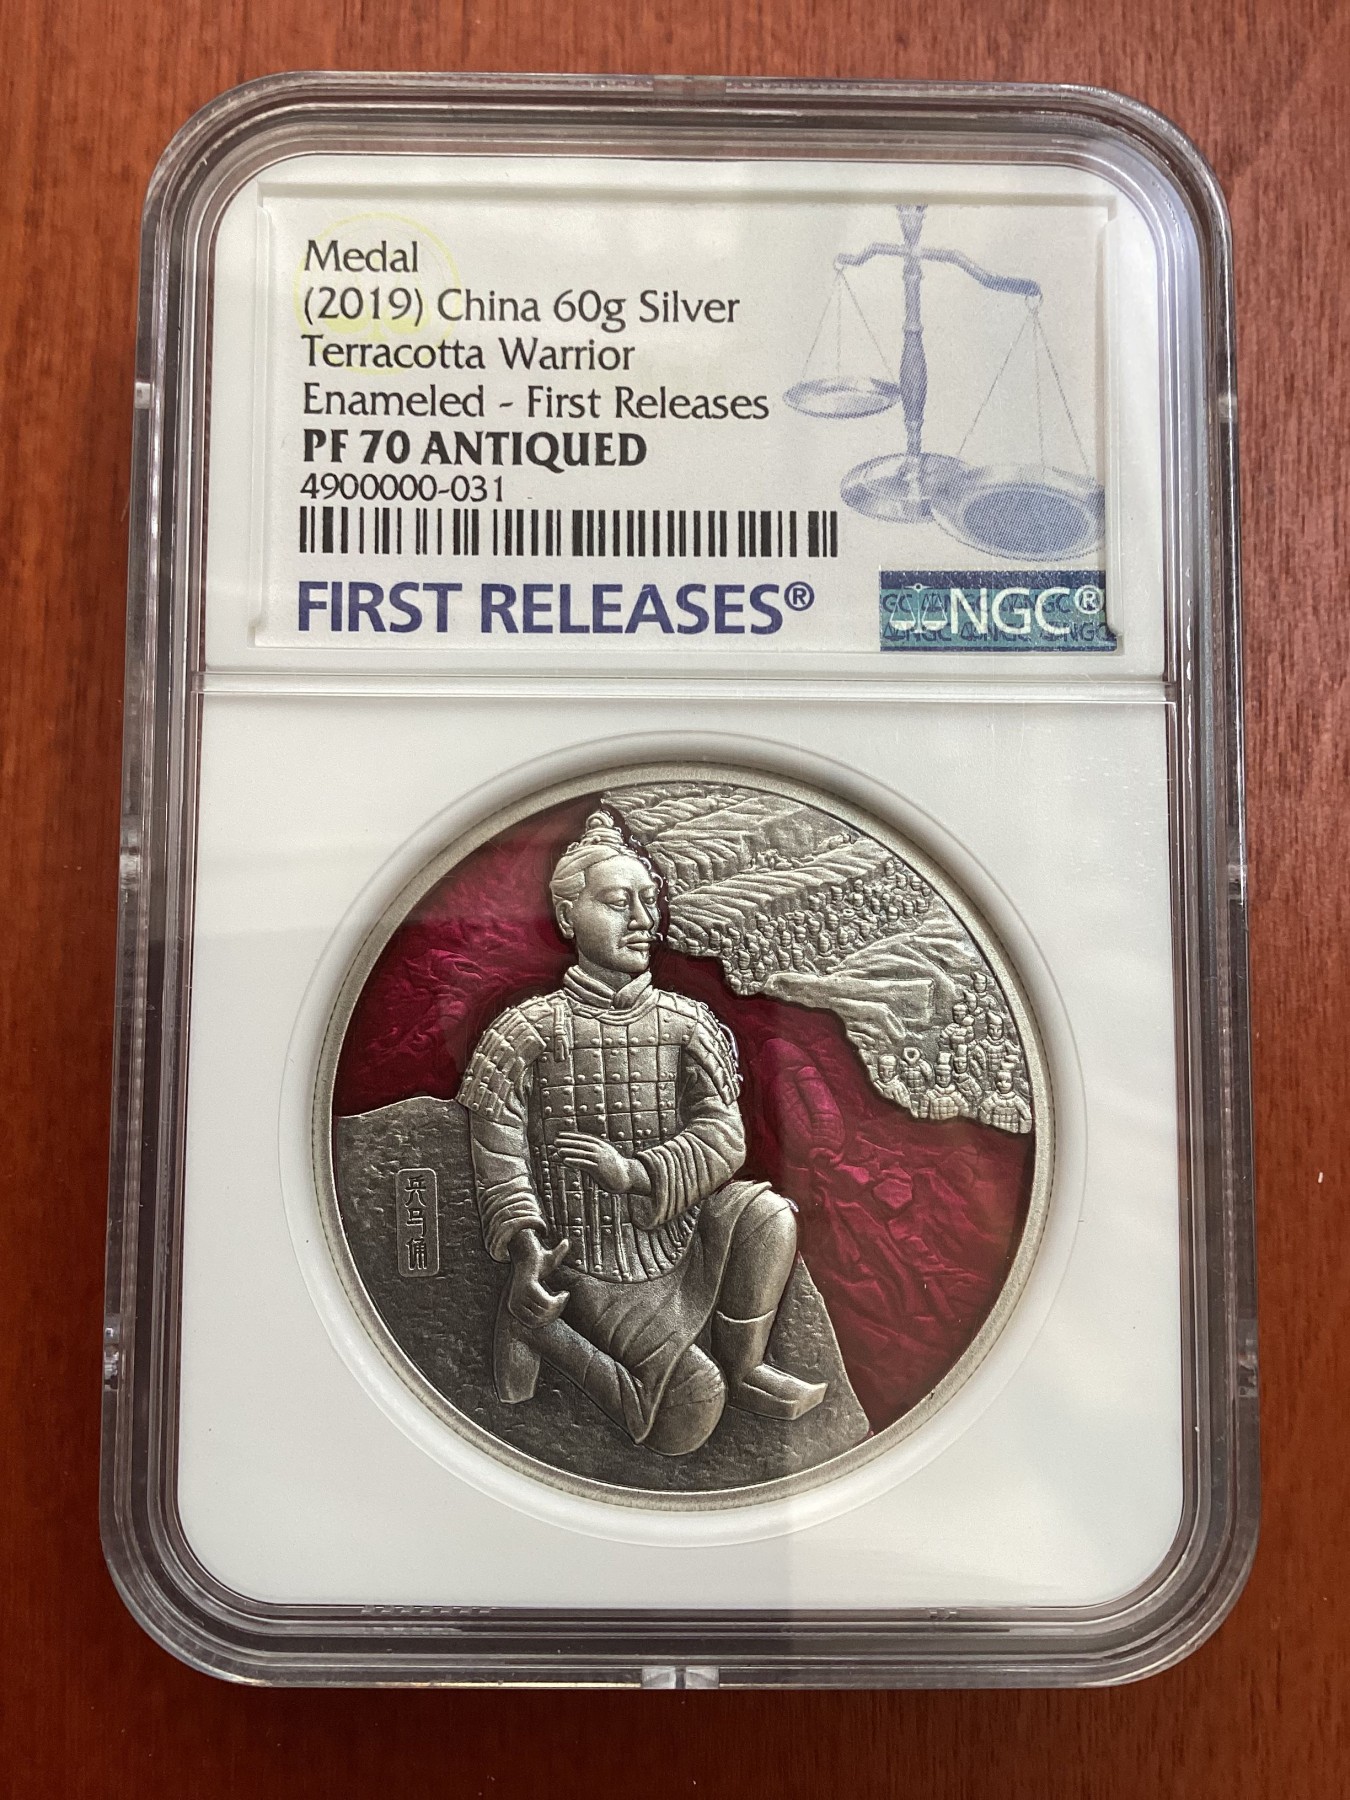 Medal
(2019) China 60g Silver
Terracotta Warrior
Enameled - First Releases
PF 70 ANTIQUED
4900000-031
FIRST RELEASES®
NGC®
兵马俑